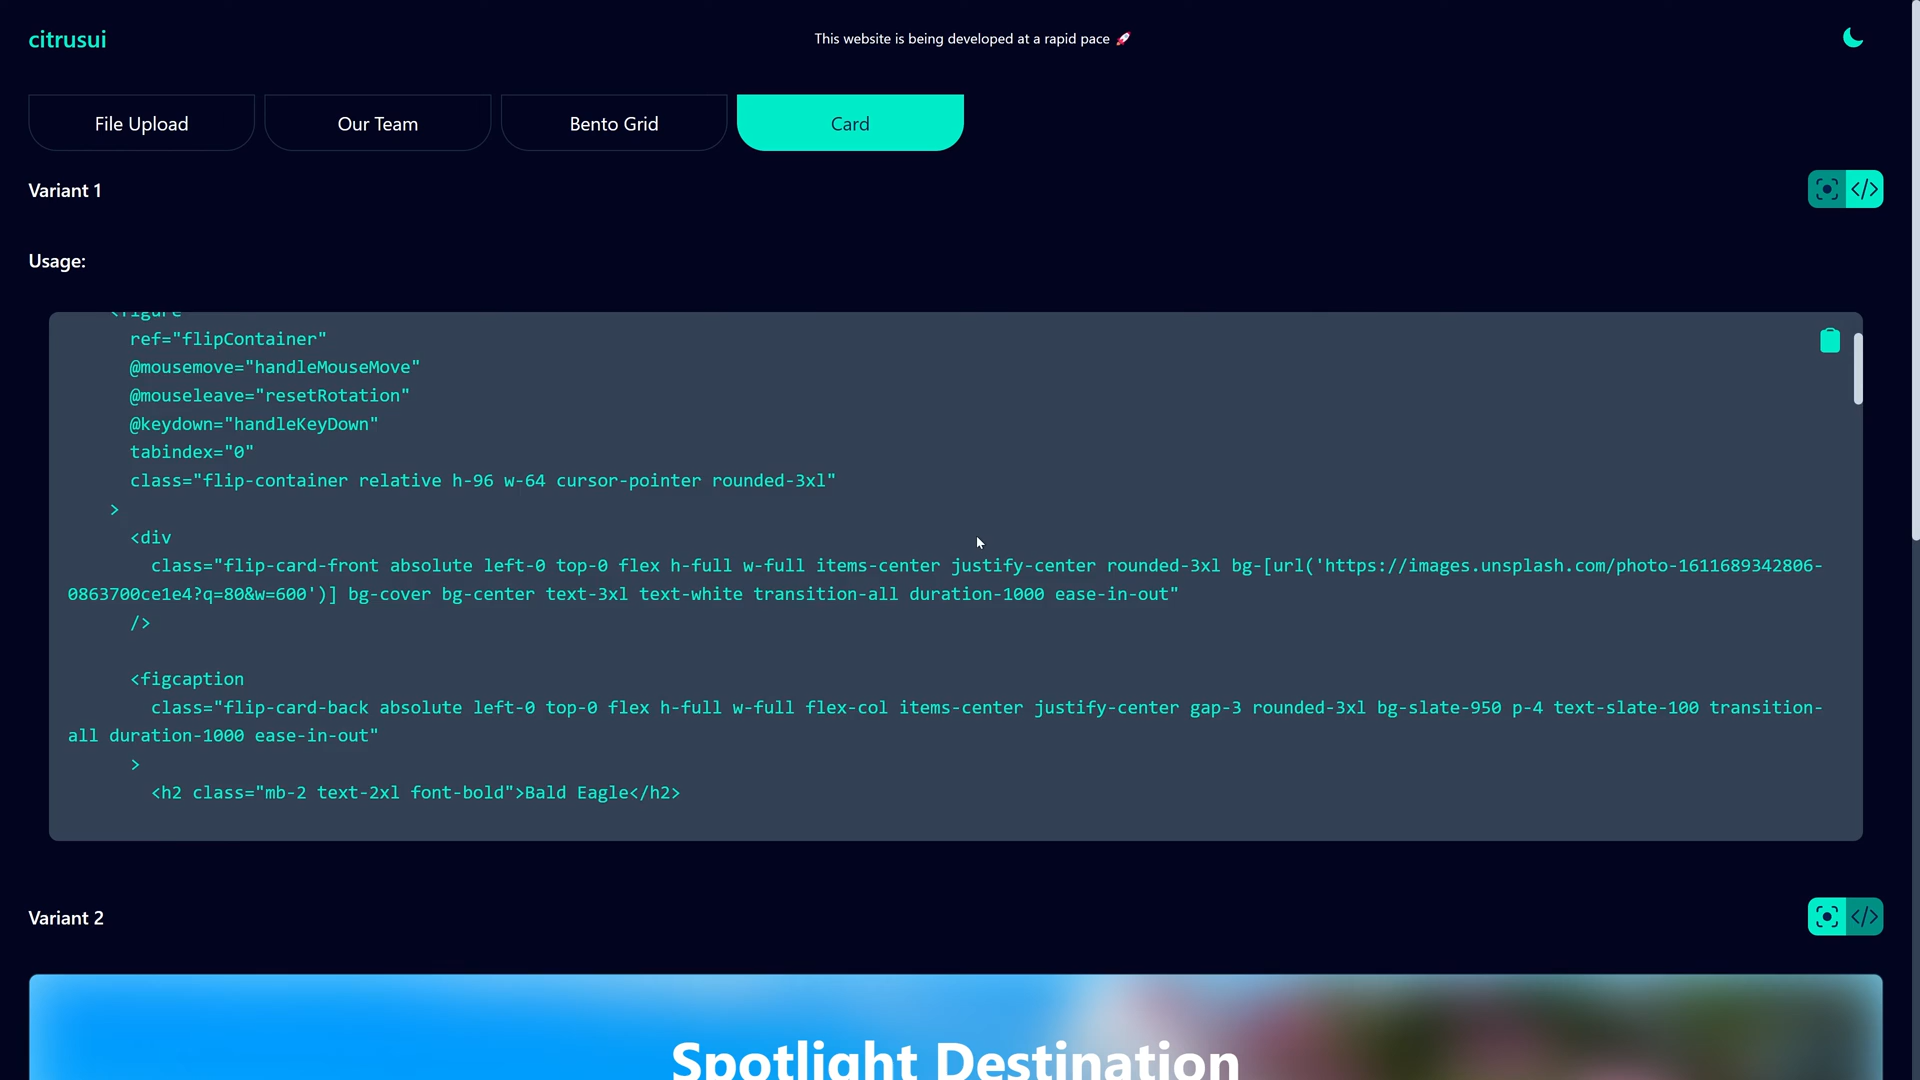 citrusui
This website is being developed at a rapid pace 🚀
File Upload
Our Team
Bento Grid
Card
Variant 1
</>
Usage:
<figure
ref="flipContainer"
@mousemove="handleMouseMove"
@mouseleave="resetRotation"
@keydown="handleKeyDown"
tabindex="0"
class="flip-container relative h-96 w-64 cursor-pointer rounded-3xl"
>
<div
class="flip-card-front absolute left-0 top-0 flex h-full w-full items-center justify-center rounded-3xl bg-[url('https://images.unsplash.com/photo-1611689342806-
0863700ce1e4?q=80&w=600')] bg-cover bg-center text-3xl text-white transition-all duration-1000 ease-in-out"
/>
<figcaption
class="flip-card-back absolute left-0 top-0 flex h-full w-full flex-col items-center justify-center gap-3 rounded-3xl bg-slate-950 p-4 text-slate-100 transition-
all duration-1000 ease-in-out"
>
<h2 class="mb-2 text-2xl font-bold">Bald Eagle</h2>
Variant 2
</>
Spotlight Destination